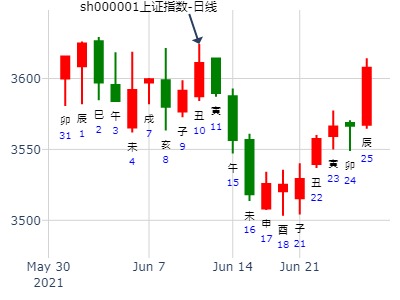 sh000001上证指数-日线
3600
3550
3500
卯
31
辰
1
巳
2
午
3
未
4
戌
7
亥
8
子
9
丑
10
寅
11
午
15
未
16
申
17
酉
18
子
21
丑
22
寅
23
卯
24
辰
25
May 30
2021
Jun 7
Jun 14
Jun 21